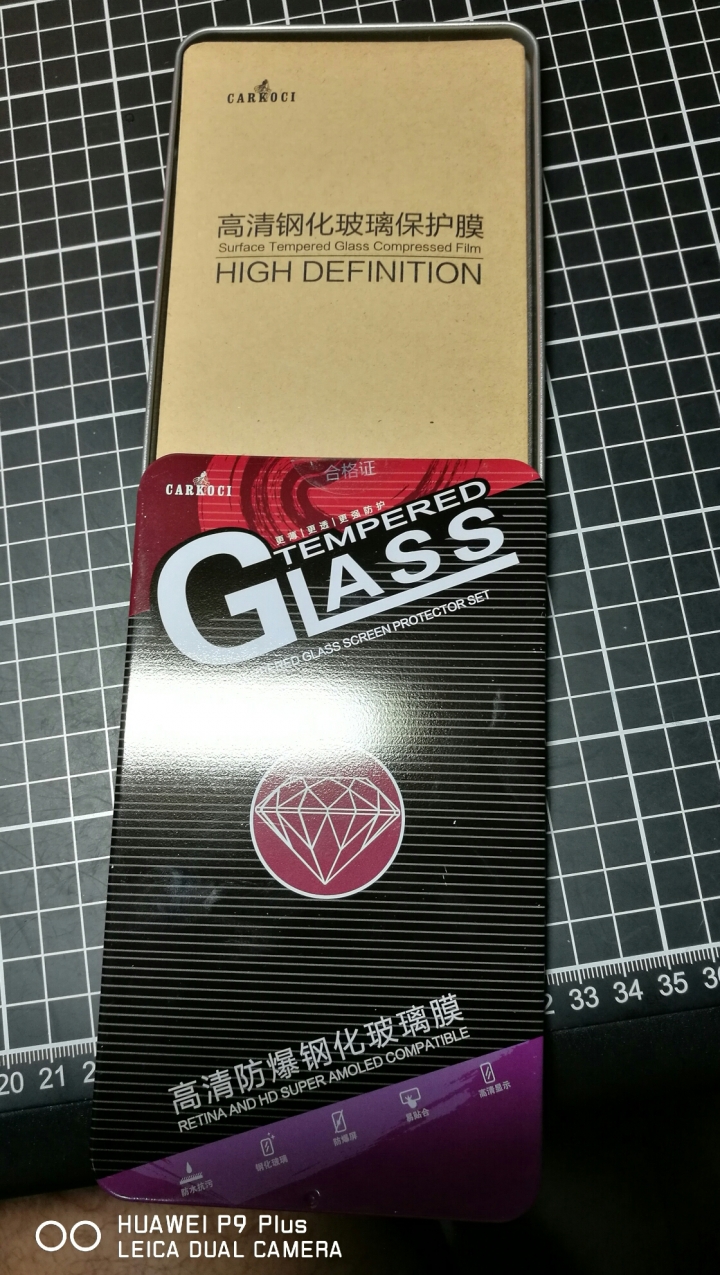 CARKOCI
高清钢化玻璃保护膜
Surface Tempered Glass Compressed Film
HIGH DEFINITION
合格证
CARKOCI
更薄|更透|更强防护
TEMPERED
GLASS
GLASS SCREEN PROTECTOR SET
高清防爆钢化玻璃膜
RETINA AND HD SUPER AMOLED COMPATIBLE
防水抗污
钢化玻璃
防爆屏
易贴合
高清显示
33 34 35
20 21
HUAWEI P9 Plus
LEICA DUAL CAMERA